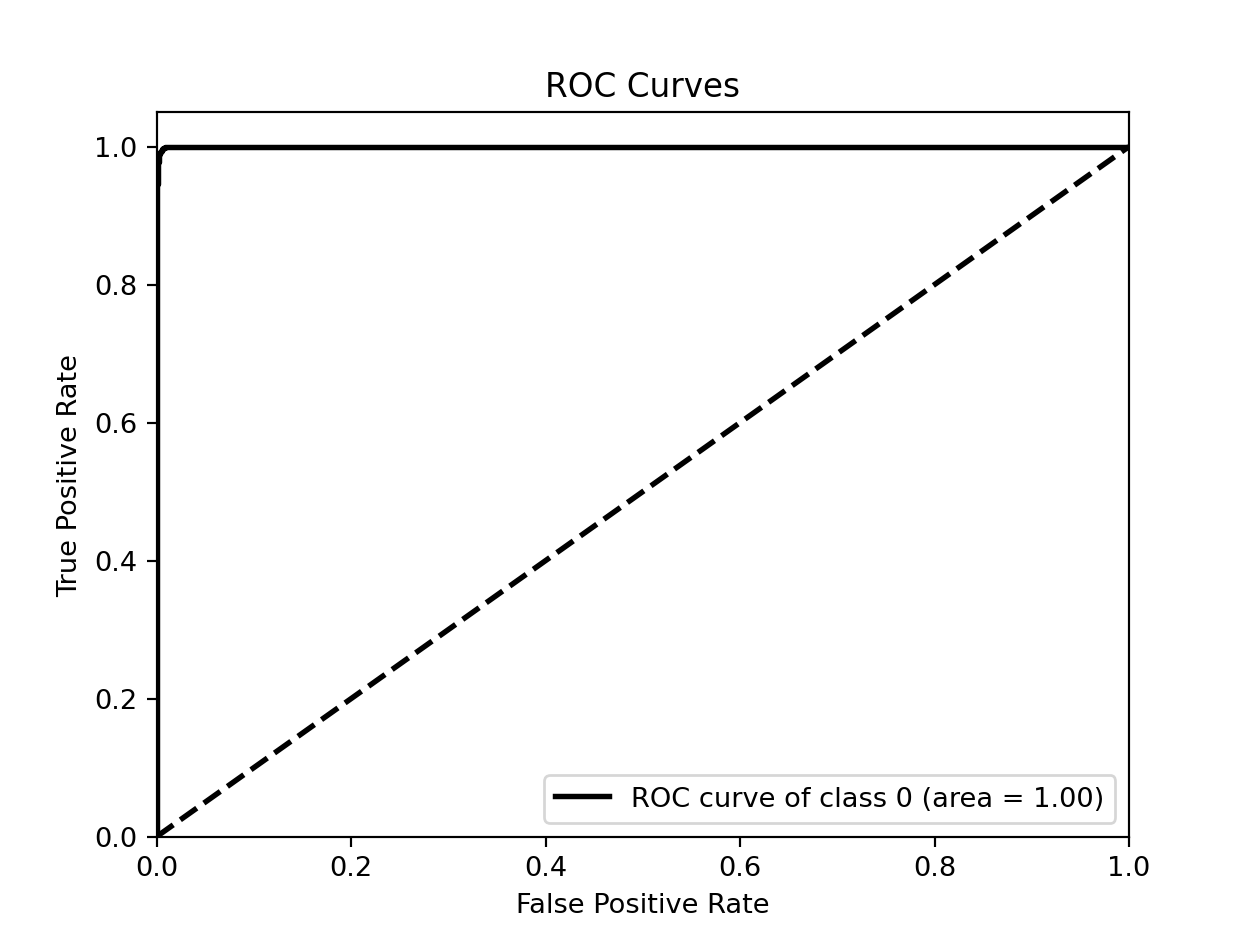 ROC Curves
1.0
0.8
0.6
0.4
0.2
0.0
True Positive Rate
0.0 0.2 0.4 0.6 0.8 1.0
False Positive Rate
ROC curve of class 0 (area = 1.00)